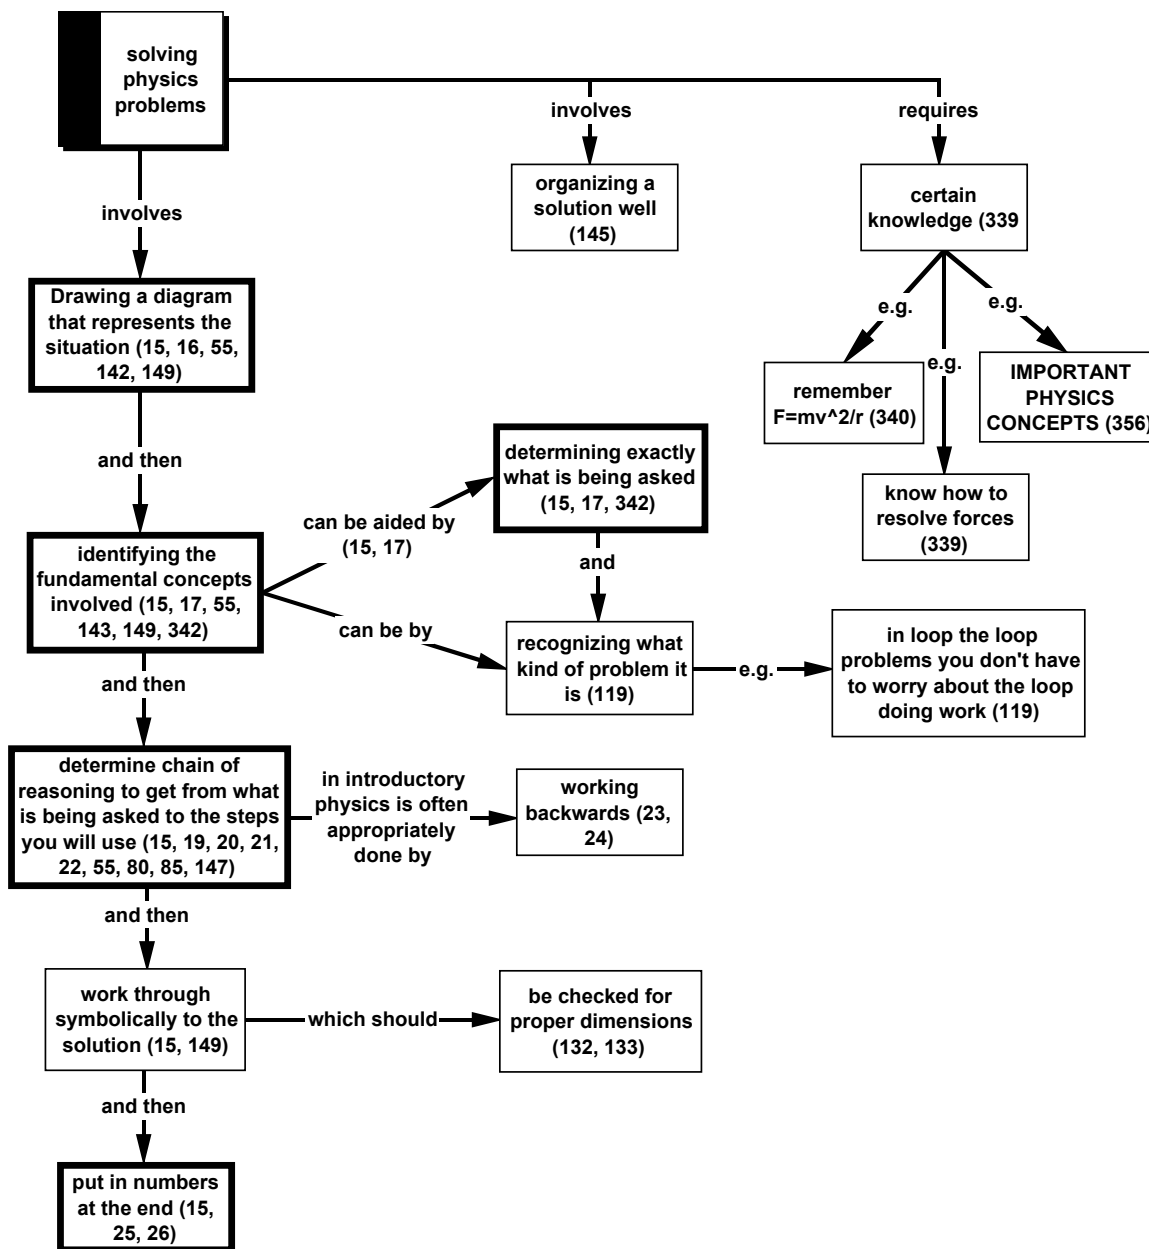 solving
physics
problems
involves
requires
involves
organizing a
solution well
(145)
certain
knowledge (339
Drawing a diagram
that represents the
situation (15, 16, 55,
142, 149)
e.g.
e.g.
e.g.
remember
F=mv^2/r (340)
IMPORTANT
PHYSICS
CONCEPTS (356)
know how to
resolve forces
(339)
and then
determining exactly
what is being asked
(15, 17, 342)
can be aided by
(15, 17)
identifying the
fundamental concepts
involved (15, 17, 55,
143, 149, 342)
and
can be by
recognizing what
kind of problem it
is (119)
e.g.
in loop the loop
problems you don't have
to worry about the loop
doing work (119)
and then
determine chain of
reasoning to get from what
is being asked to the steps
you will use (15, 19, 20, 21,
22, 55, 80, 85, 147)
in introductory
physics is often
appropriately
done by
working
backwards (23,
24)
and then
work through
symbolically to the
solution (15, 149)
which should
be checked for
proper dimensions
(132, 133)
and then
put in numbers
at the end (15,
25, 26)